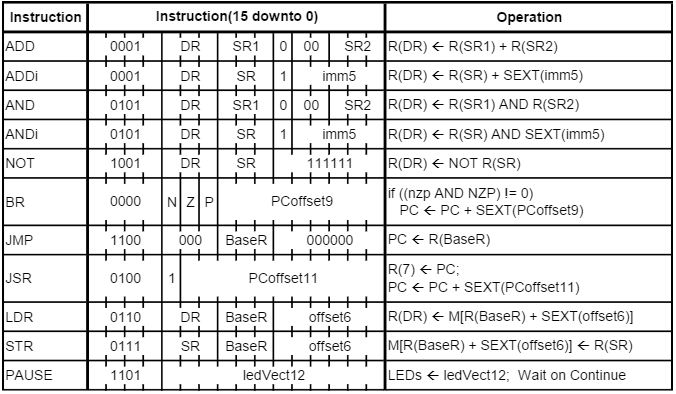 Instruction Instruction(15 downto 0) Operation
ADD 0001 DR SR1 0 00 SR2 R(DR) ← R(SR1) + R(SR2)
ADDi 0001 DR SR 1 imm5 R(DR) ← R(SR) + SEXT(imm5)
AND 0101 DR SR1 0 00 SR2 R(DR) ← R(SR1) AND R(SR2)
ANDi 0101 DR SR 1 imm5 R(DR) ← R(SR) AND SEXT(imm5)
NOT 1001 DR SR 111111 R(DR) ← NOT R(SR)
BR 0000 N Z P PCoffset9 if ((nzp AND NZP) != 0)
PC ← PC + SEXT(PCoffset9)
JMP 1100 000 BaseR 000000 PC ← R(BaseR)
JSR 0100 1 PCoffset11 R(7) ← PC;
PC ← PC + SEXT(PCoffset11)
LDR 0110 DR BaseR offset6 R(DR) ← M[R(BaseR) + SEXT(offset6)]
STR 0111 SR BaseR offset6 M[R(BaseR) + SEXT(offset6)] ← R(SR)
PAUSE 1101 ledVect12 LEDs ← ledVect12; Wait on Continue